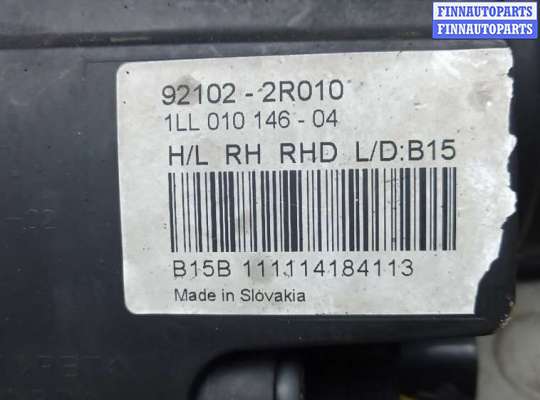 FINNAUTOPARTS
FINNAUTOPARTS
92102 - 2R010
1LL 010 146 - 04
H/L RH RHD L/D:B15
B15B 111114184113
Made in Slovakia